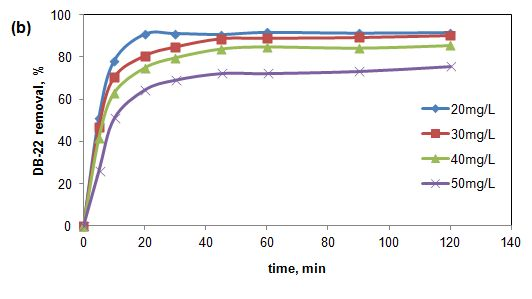 (b)
100
80
60
40
20
0
DB-22 removal, %
0 20 40 60 80 100 120 140
time, min
20mg/L
30mg/L
40mg/L
50mg/L